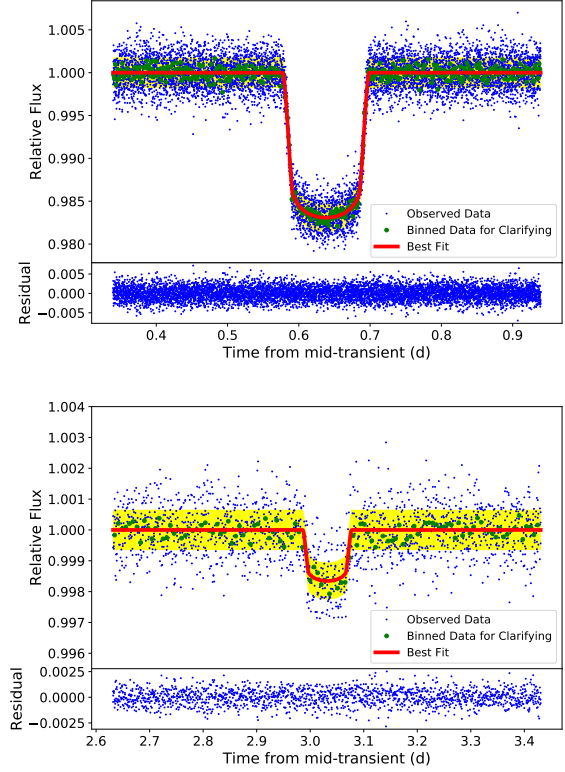 1.005
1.000
0.995
0.990
0.985
0.980
Relative Flux
Observed Data
Binned Data for Clarifying
Best Fit
0.005
0.000
−0.005
Residual
0.4 0.5 0.6 0.7 0.8 0.9
Time from mid-transient (d)
1.004
1.003
1.002
1.001
1.000
0.999
0.998
0.997
0.996
Relative Flux
Observed Data
Binned Data for Clarifying
Best Fit
0.0025
0.0000
−0.0025
Residual
2.6 2.7 2.8 2.9 3.0 3.1 3.2 3.3 3.4
Time from mid-transient (d)